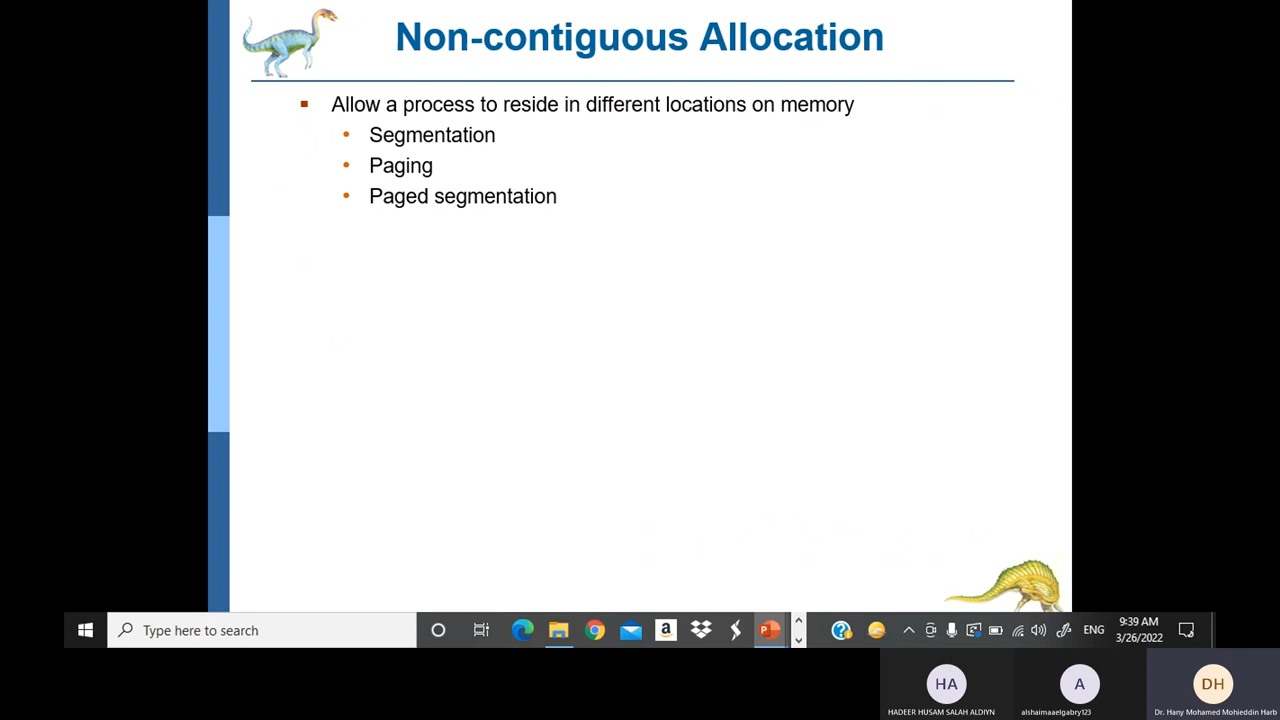 Non-contiguous Allocation
Allow a process to reside in different locations on memory
Segmentation
Paging
Paged segmentation
Type here to search
ENG
9:39 AM
3/26/2022
HA
A
DH
HADEER HUSAM SALAH ALDIYN
alshaimaaelgabry123
Dr. Hany Mohamed Mohieddin Harb